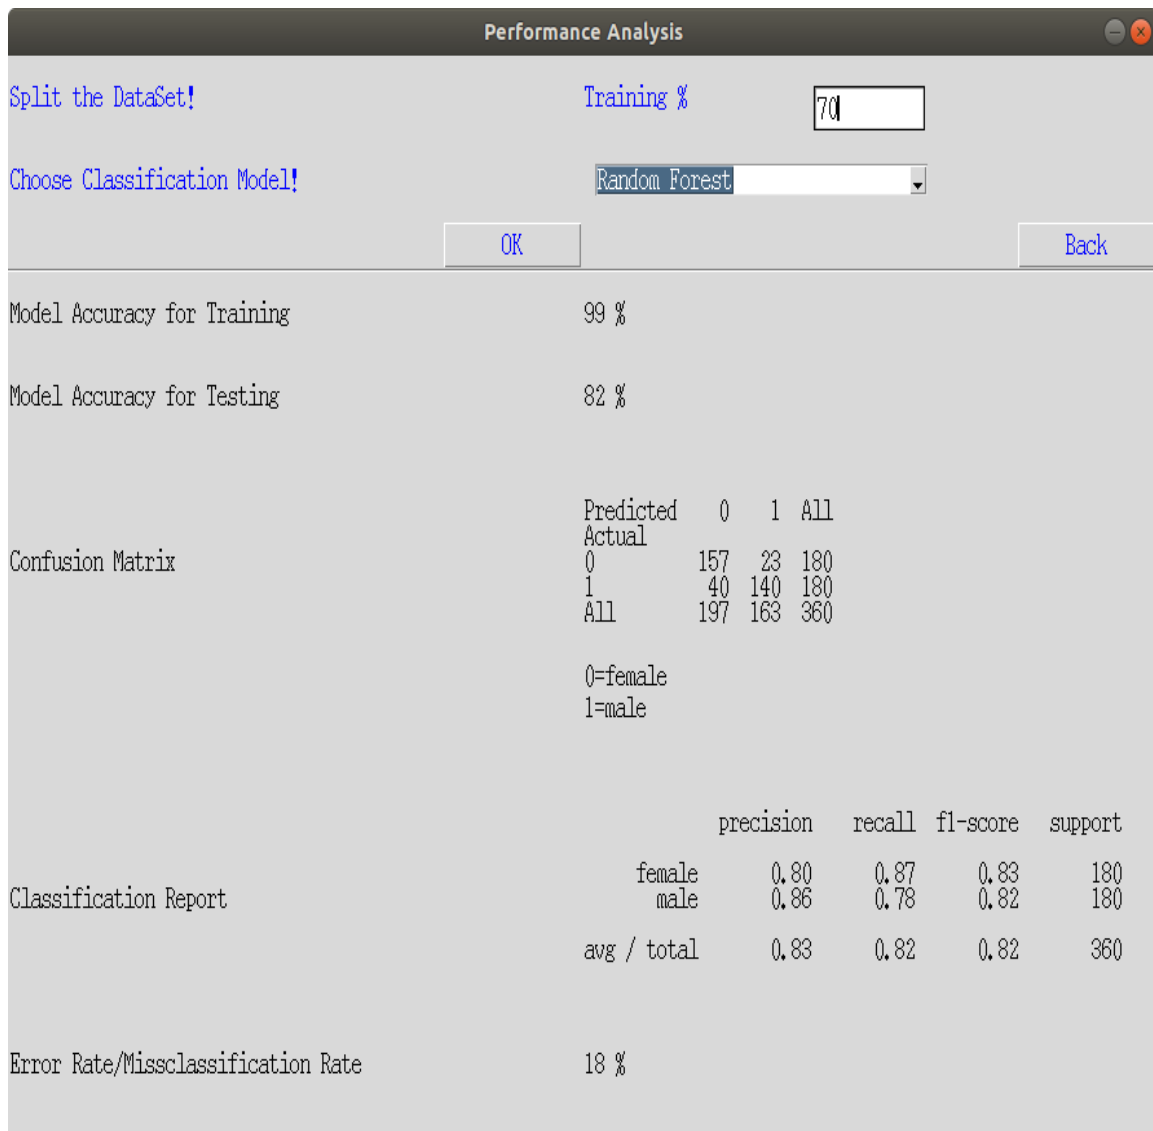 Performance Analysis
Split the DataSet! Training % 70
Choose Classification Model! Random Forest
OK Back
Model Accuracy for Training 99 %
Model Accuracy for Testing 82 %
Predicted 0 1 All
Actual
0 157 23 180
Confusion Matrix
1 40 140 180
All 197 163 360
0=female
1=male
precision recall f1-score support
female 0.80 0.87 0.83 180
Classification Report
male 0.86 0.78 0.82 180
avg / total 0.83 0.82 0.82 360
Error Rate/Missclassification Rate 18 %